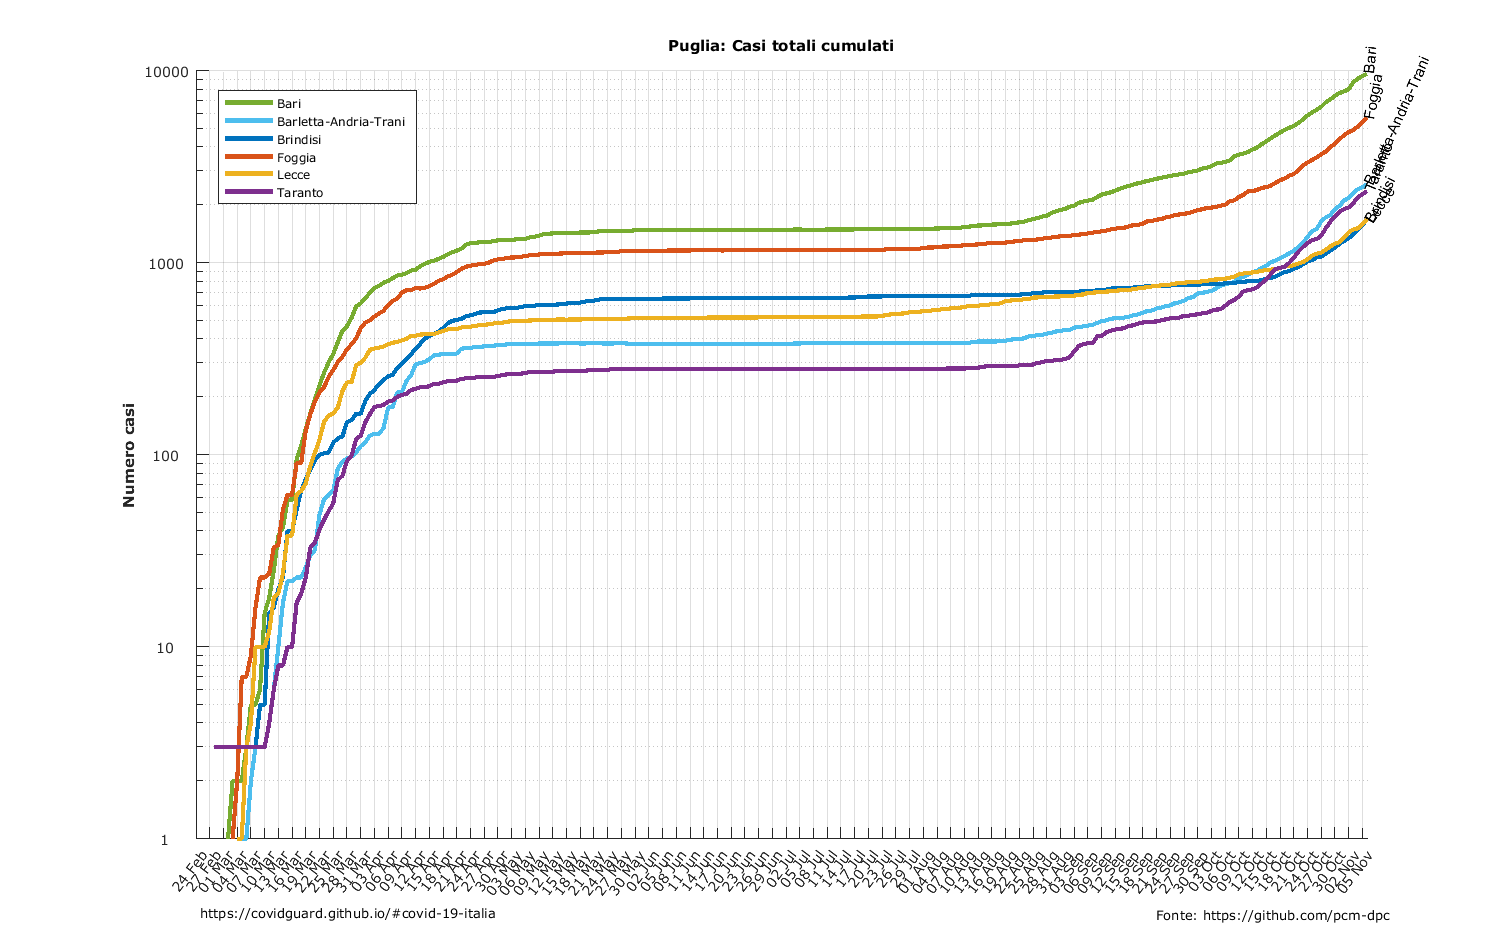 Puglia: Casi totali cumulati
Numero casi
10000
1000
100
10
1
Bari
Barletta-Andria-Trani
Brindisi
Foggia
Lecce
Taranto
Bari
Foggia
Barletta-Andria-Trani
Taranto
Brindisi
Lecce
24 Feb
27 Feb
01 Mar
04 Mar
07 Mar
10 Mar
13 Mar
16 Mar
19 Mar
22 Mar
25 Mar
28 Mar
31 Mar
03 Apr
06 Apr
09 Apr
12 Apr
15 Apr
18 Apr
21 Apr
24 Apr
27 Apr
30 Apr
03 May
06 May
09 May
12 May
15 May
18 May
21 May
24 May
27 May
30 May
02 Jun
05 Jun
08 Jun
11 Jun
14 Jun
17 Jun
20 Jun
23 Jun
26 Jun
29 Jun
02 Jul
05 Jul
08 Jul
11 Jul
14 Jul
17 Jul
20 Jul
23 Jul
26 Jul
29 Jul
01 Aug
04 Aug
07 Aug
10 Aug
13 Aug
16 Aug
19 Aug
22 Aug
25 Aug
28 Aug
31 Aug
03 Sep
06 Sep
09 Sep
12 Sep
15 Sep
18 Sep
21 Sep
24 Sep
27 Sep
30 Sep
03 Oct
06 Oct
09 Oct
12 Oct
15 Oct
18 Oct
21 Oct
24 Oct
27 Oct
30 Oct
02 Nov
05 Nov
https://covidguard.github.io/#covid-19-italia
Fonte: https://github.com/pcm-dpc